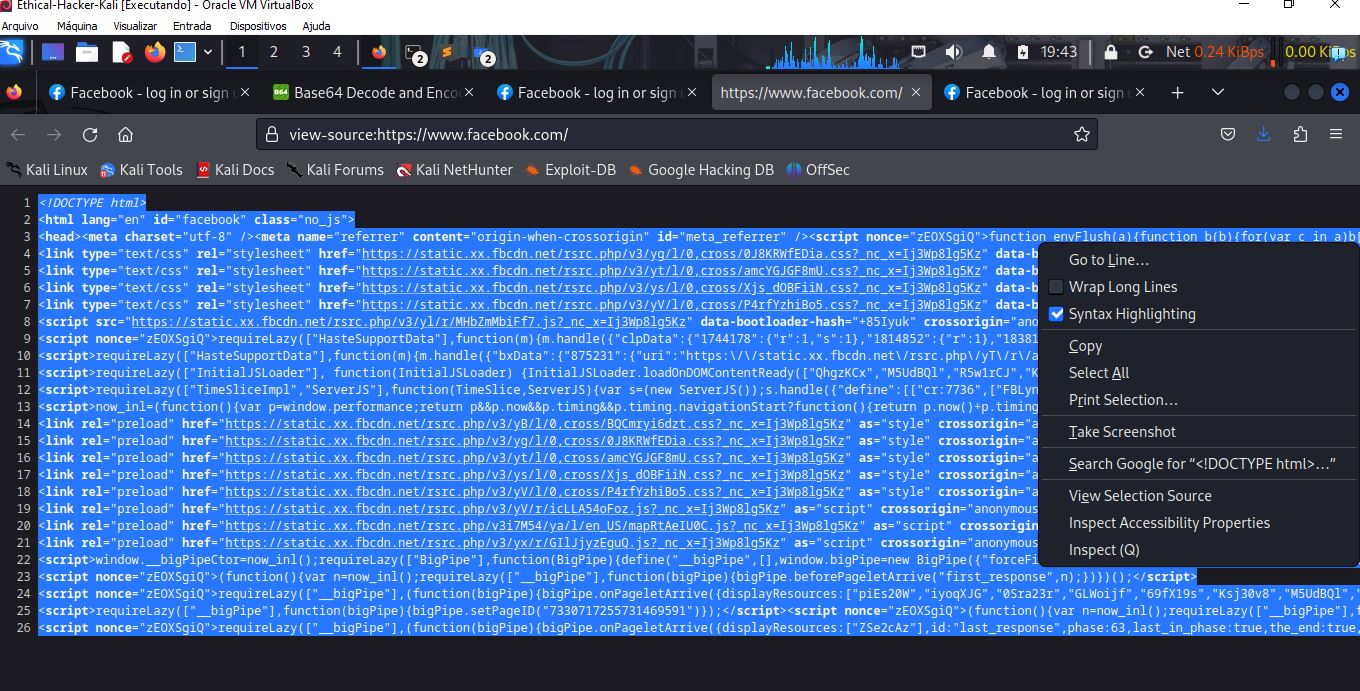 Ethical-Hacker-Kali [Executando] - Oracle VM VirtualBox
Arquivo Máquina Visualizar Entrada Dispositivos Ajuda
1 2 3 4 2 2 19:43 Net 0.24 KiBps 0.00 KiBps
Facebook - log in or sign u Base64 Decode and Enco Facebook - log in or sign u https://www.facebook.com/ Facebook - log in or sign u
view-source:https://www.facebook.com/
Kali Linux Kali Tools Kali Docs Kali Forums Kali NetHunter Exploit-DB Google Hacking DB OffSec
1 <!DOCTYPE html>
2 <html lang="en" id="facebook" class="no_js">
3 <head><meta charset="utf-8" /><meta name="referrer" content="origin-when-crossorigin" id="meta_referrer" /><script nonce="zEOXSgiQ">function envFlush(a){function b(b){for(var c in a)b[
4 <link type="text/css" rel="stylesheet" href="https://static.xx.fbcdn.net/rsrc.php/v3/yg/l/0,cross/0J8KRWfEDia.css?_nc_x=Ij3Wp8lg5Kz" data-b
5 <link type="text/css" rel="stylesheet" href="https://static.xx.fbcdn.net/rsrc.php/v3/yt/l/0,cross/amcYGJGF8mU.css?_nc_x=Ij3Wp8lg5Kz" data-b
6 <link type="text/css" rel="stylesheet" href="https://static.xx.fbcdn.net/rsrc.php/v3/ys/l/0,cross/Xjs_dOBFiiN.css?_nc_x=Ij3Wp8lg5Kz" data-b
7 <link type="text/css" rel="stylesheet" href="https://static.xx.fbcdn.net/rsrc.php/v3/yV/l/0,cross/P4rfYzhiBo5.css?_nc_x=Ij3Wp8lg5Kz" data-b
8 <script src="https://static.xx.fbcdn.net/rsrc.php/v3/yl/r/MHbZmMbiFf7.js?_nc_x=Ij3Wp8lg5Kz" data-bootloader-hash="+85Iyuk" crossorigin="ano
9 <script nonce="zEOXSgiQ">requireLazy(["HasteSupportData"],function(m){m.handle({"clpData":{"1744178":{"r":1,"s":1},"1814852":{"r":1},"18381
10 <script>requireLazy(["HasteSupportData"],function(m){m.handle({"bxData":{"875231":{"uri":"https:\/\/static.xx.fbcdn.net\/rsrc.php\/yT\/r\/a
11 <script>requireLazy(["InitialJSLoader"], function(InitialJSLoader) {InitialJSLoader.loadOnDOMContentReady(["QhgzKCx","M5UdBQl","R5w1rCJ","K
12 <script>requireLazy(["TimeSliceImpl","ServerJS"],function(TimeSlice,ServerJS){var s=(new ServerJS());s.handle({"define":[["cr:7736",["FBLyn
13 <script>now_inl=(function(){var p=window.performance;return p&&p.now&&p.timing&&p.timing.navigationStart?function(){return p.now()+p.timing
14 <link rel="preload" href="https://static.xx.fbcdn.net/rsrc.php/v3/yB/l/0,cross/BQCmryi6dzt.css?_nc_x=Ij3Wp8lg5Kz" as="style" crossorigin="a
15 <link rel="preload" href="https://static.xx.fbcdn.net/rsrc.php/v3/yg/l/0,cross/0J8KRWfEDia.css?_nc_x=Ij3Wp8lg5Kz" as="style" crossorigin="a
16 <link rel="preload" href="https://static.xx.fbcdn.net/rsrc.php/v3/yt/l/0,cross/amcYGJGF8mU.css?_nc_x=Ij3Wp8lg5Kz" as="style" crossorigin="a
17 <link rel="preload" href="https://static.xx.fbcdn.net/rsrc.php/v3/ys/l/0,cross/Xjs_dOBFiiN.css?_nc_x=Ij3Wp8lg5Kz" as="style" crossorigin="a
18 <link rel="preload" href="https://static.xx.fbcdn.net/rsrc.php/v3/yV/l/0,cross/P4rfYzhiBo5.css?_nc_x=Ij3Wp8lg5Kz" as="style" crossorigin="a
19 <link rel="preload" href="https://static.xx.fbcdn.net/rsrc.php/v3/yV/r/icLLA54oFoz.js?_nc_x=Ij3Wp8lg5Kz" as="script" crossorigin="anonymous
20 <link rel="preload" href="https://static.xx.fbcdn.net/rsrc.php/v3i7M54/ya/l/en_US/mapRtAeIU0C.js?_nc_x=Ij3Wp8lg5Kz" as="script" crossorigin
21 <link rel="preload" href="https://static.xx.fbcdn.net/rsrc.php/v3/yx/r/GIlJjyzEguQ.js?_nc_x=Ij3Wp8lg5Kz" as="script" crossorigin="anonymous
22 <script>window.__bigPipeCtor=now_inl();requireLazy(["BigPipe"],function(BigPipe){define("__bigPipe",[],window.bigPipe=new BigPipe({"forceFi
23 <script nonce="zEOXSgiQ">(function(){var n=now_inl();requireLazy(["__bigPipe"],function(bigPipe){bigPipe.beforePageletArrive("first_response",n);})})();</script>
24 <script nonce="zEOXSgiQ">requireLazy(["__bigPipe"],(function(bigPipe){bigPipe.onPageletArrive({displayResources:["piEs20W","iyoqXJG","0Sra23r","GLWoijf","69fX19s","Ksj30v8","M5UdBQl","
25 <script>requireLazy(["__bigPipe"],function(bigPipe){bigPipe.setPageID("7330717255731469591")});</script><script nonce="zEOXSgiQ">(function(){var n=now_inl();requireLazy(["__bigPipe"],f
26 <script nonce="zEOXSgiQ">requireLazy(["__bigPipe"],(function(bigPipe){bigPipe.onPageletArrive({displayResources:["ZSe2cAz"],id:"last_response",phase:63,last_in_phase:true,the_end:true,
Go to Line…
Wrap Long Lines
Syntax Highlighting
Copy
Select All
Print Selection…
Take Screenshot
Search Google for “<!DOCTYPE html>…”
View Selection Source
Inspect Accessibility Properties
Inspect (Q)